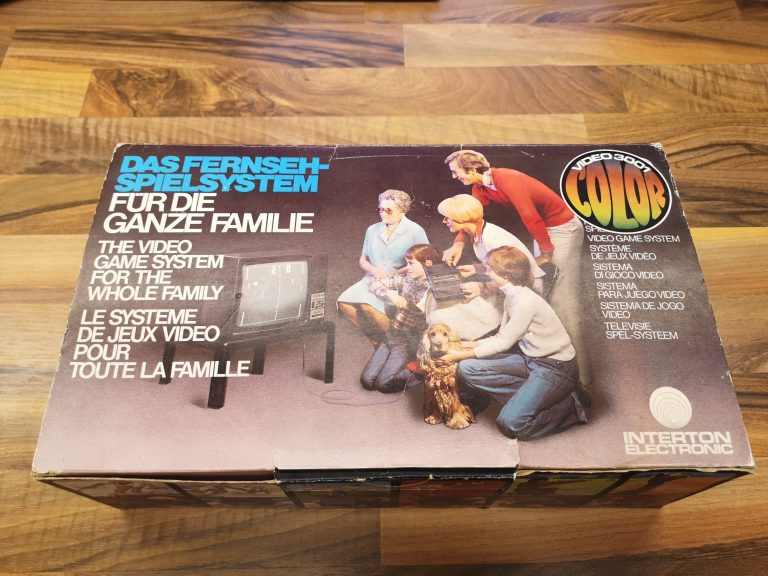 DAS FERNSEH-
SPIELSYSTEM
FÜR DIE
GANZE FAMILIE
THE VIDEO
GAME SYSTEM
FOR THE
WHOLE FAMILY
LE SYSTEME
DE JEUX VIDEO
POUR
TOUTE LA FAMILLE
VIDEO 3001
COLOR
VIDEO GAME SYSTEM
SYSTÈME
DE JEUX VIDÉO
SISTEMA
DI GIOCO VIDEO
SISTEMA
PARA JUEGO VIDEO
SISTEMA DE JOGO
VIDEO
TELEVISIE
SPEL-SYSTEEM
INTERTON
ELECTRONIC